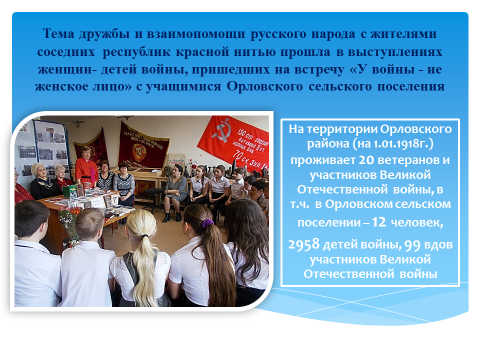 Тема дружбы и взаимопомощи русского народа с жителями
соседних республик красной нитью прошла в выступлениях
женщин- детей войны, пришедших на встречу «У войны - не
женское лицо» с учащимися Орловского сельского поселения
На территории Орловского
района (на 1.01.1918г.)
проживает 20 ветеранов и
участников Великой
Отечественной войны, в
т.ч. в Орловском сельском
поселении – 12 человек,
2958 детей войны, 99 вдов
участников Великой
Отечественной войны